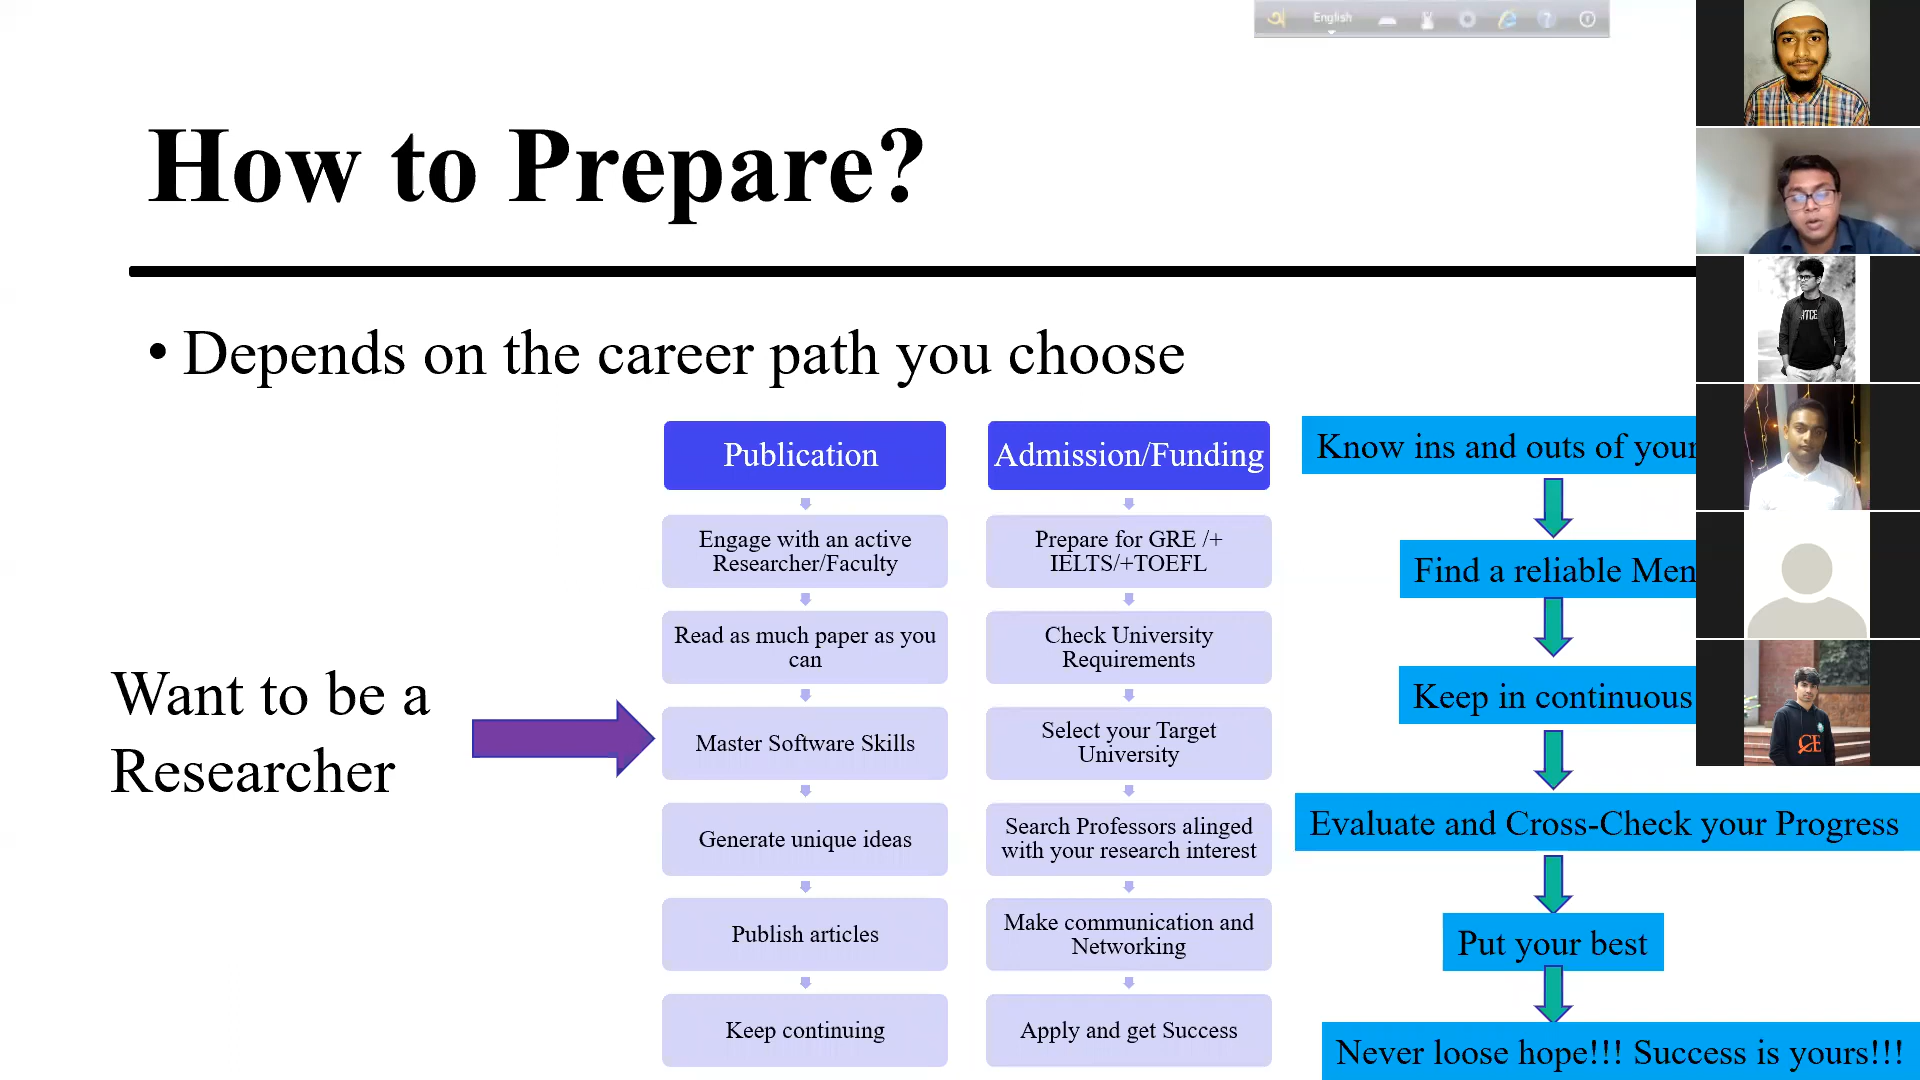 English
How to Prepare?
• Depends on the career path you choose
Want to be a
Researcher
Publication
Engage with an active
Researcher/Faculty
Read as much paper as you
can
Master Software Skills
Generate unique ideas
Publish articles
Keep continuing
Admission/Funding
Prepare for GRE /+
IELTS/+TOEFL
Check University
Requirements
Select your Target
University
Search Professors alinged
with your research interest
Make communication and
Networking
Apply and get Success
Know ins and outs of your
Find a reliable Men
Keep in continuous
Evaluate and Cross-Check your Progress
Put your best
Never loose hope!!! Success is yours!!!
CE